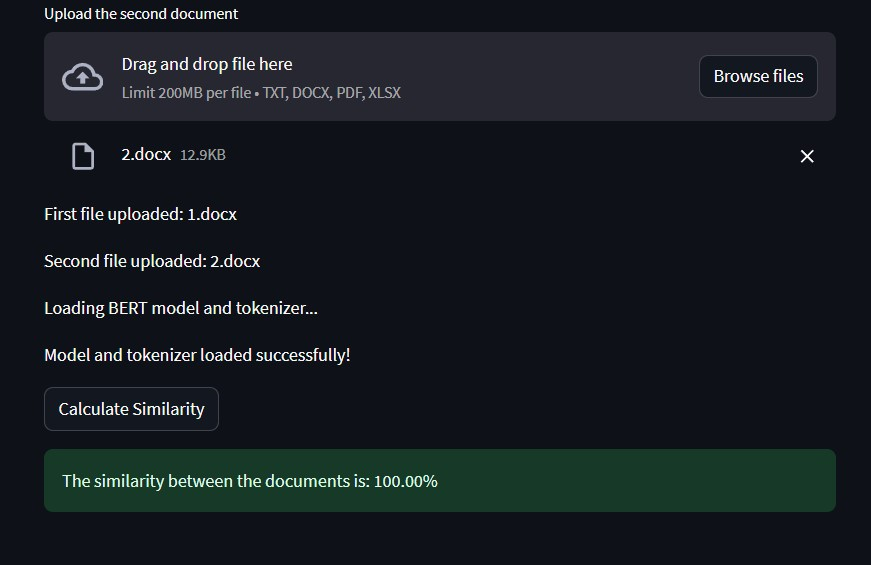 Upload the second document
Drag and drop file here
Limit 200MB per file • TXT, DOCX, PDF, XLSX
Browse files
2.docx 12.9KB
First file uploaded: 1.docx
Second file uploaded: 2.docx
Loading BERT model and tokenizer...
Model and tokenizer loaded successfully!
Calculate Similarity
The similarity between the documents is: 100.00%